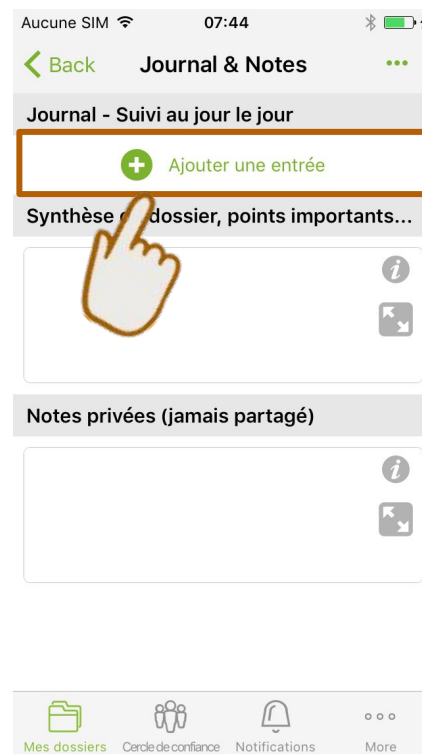 Aucune SIM 07:44
Back Journal & Notes
Journal - Suivi au jour le jour
Ajouter une entrée
Synthèse dossier, points importants...
Notes privées (jamais partagé)
Mes dossiers Cercle de confiance Notifications More